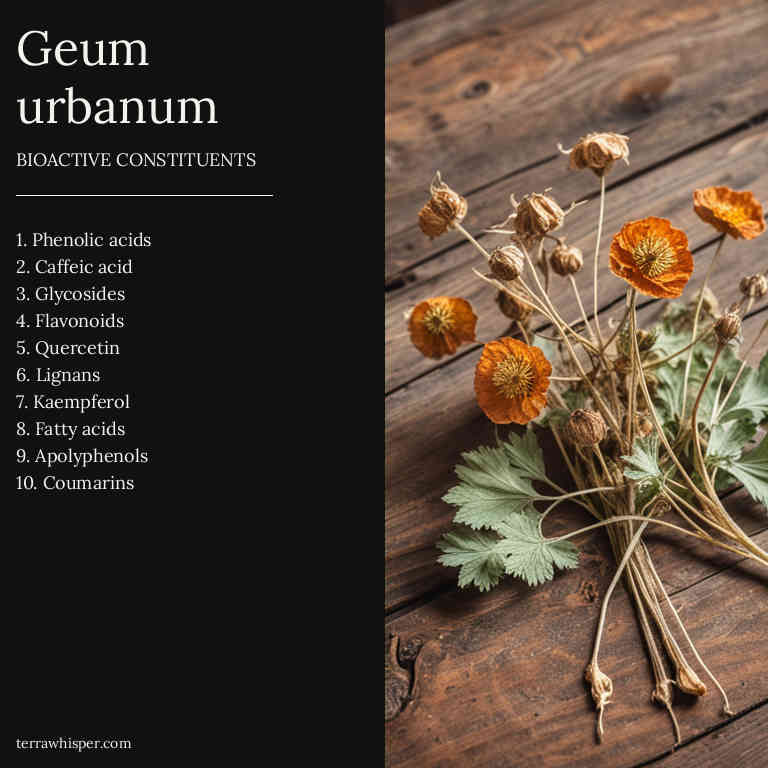 Geum
urbanum
BIOACTIVE CONSTITUENTS
1. Phenolic acids
2. Caffeic acid
3. Glycosides
4. Flavonoids
5. Quercetin
6. Lignans
7. Kaempferol
8. Fatty acids
9. Apolyphenols
10. Coumarins
terrawhisper.com